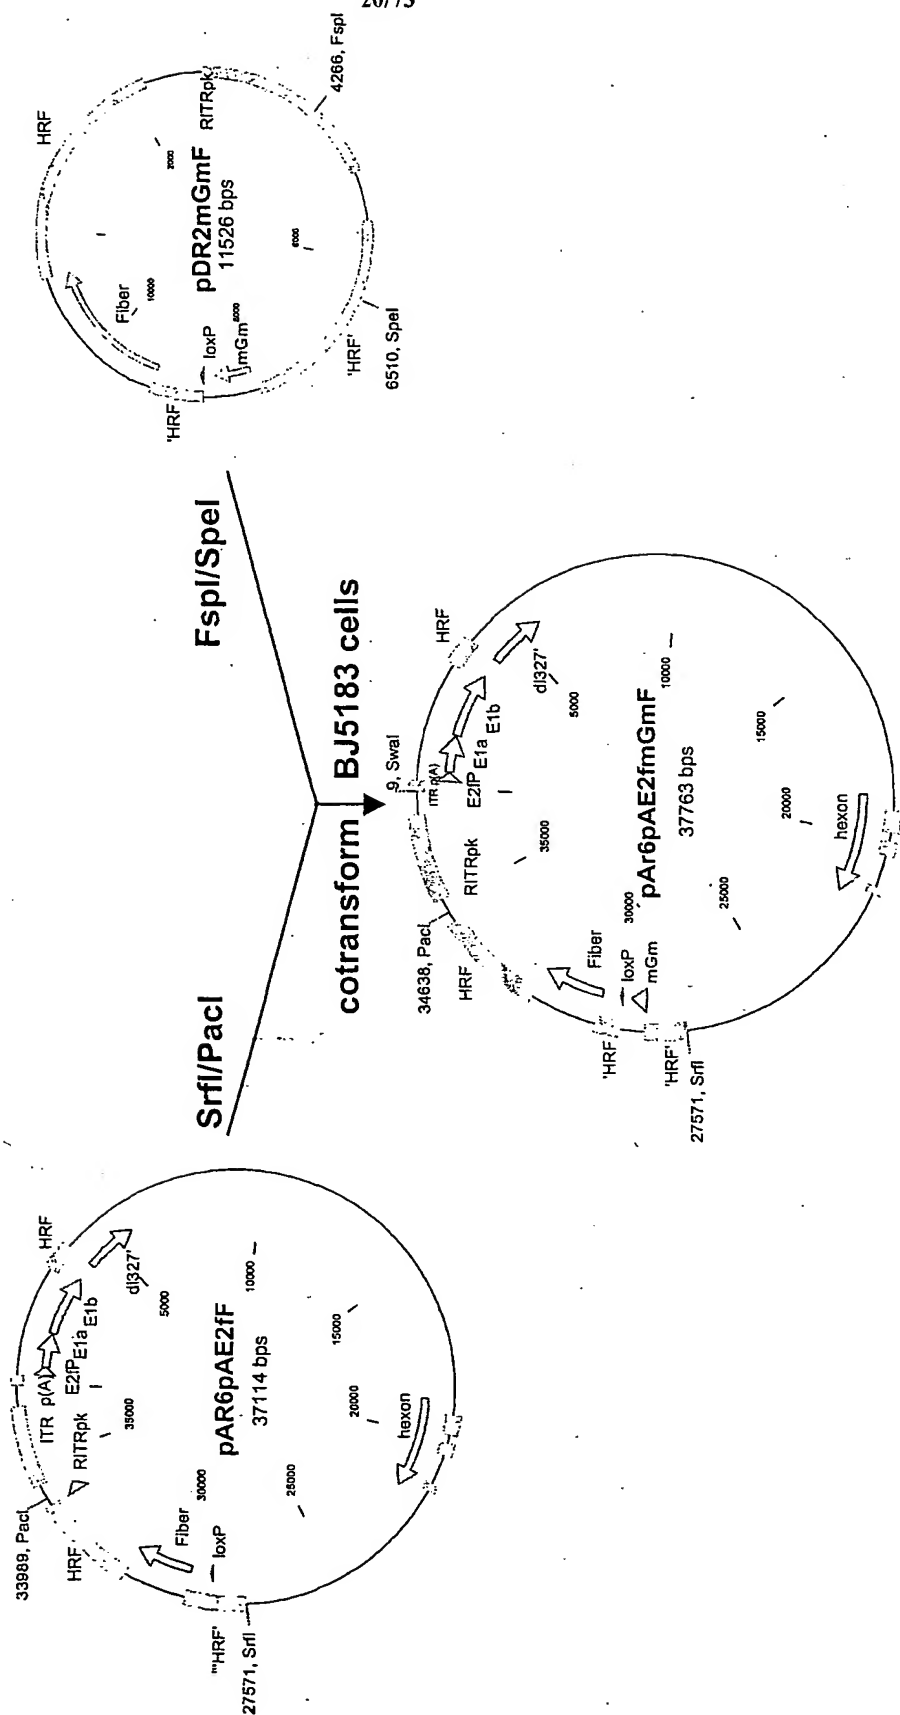 20/73
33989, PacI
HRF
ITR
p(A)
RITRpk
E2fP
E1a
E1b
HRF
dl327'
35000
5000
10000
15000
20000
25000
30000
pAR6pAE2fF
37114 bps
Fiber
loxP
'"HRF'
27571, SrfI
hexon
SrfI/PacI
FspI/SpeI
cotransform
BJ5183 cells
HRF
RITRpk
4266, FspI
2000
pDR2mGmF
11526 bps
Fiber
10000
6000
8000
loxP
mGm
'HRF
'HRF'
6510, SpeI
9, SwaI
ITR
p(A)
E2fP
E1a
E1b
HRF
dl327'
RITRpk
34638, PacI
HRF
35000
5000
10000
15000
20000
25000
30000
pAr6pAE2fmGmF
37763 bps
Fiber
loxP
mGm
'HRF
'HRF'
27571, SrfI
hexon